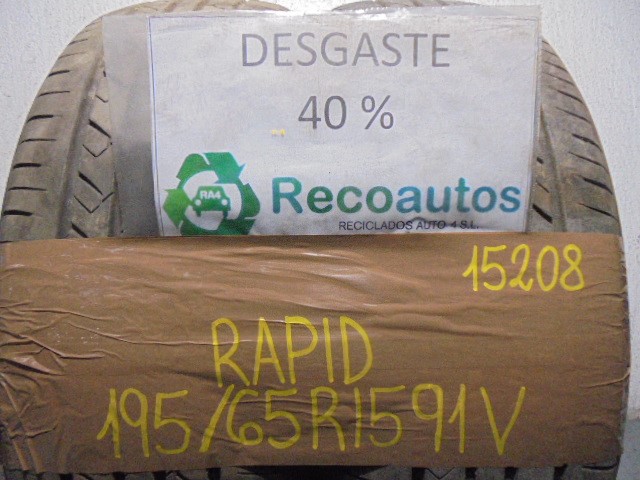 DESGASTE
40 %
RA4
Recoautos
RECICLADOS AUTO 4 S.L.
15208
RAPID
195/65R1591V